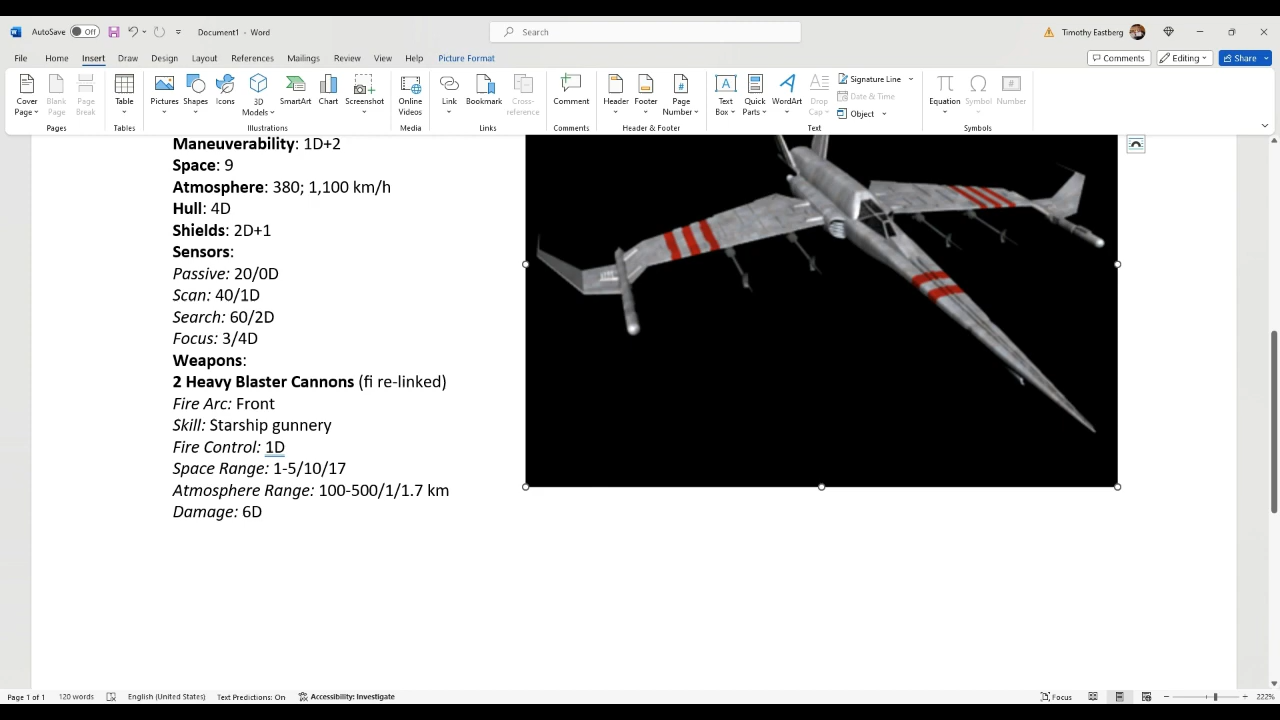 AutoSave Off Document1 - Word Search Timothy Eastberg
File Home Insert Draw Design Layout References Mailings Review View Help Picture Format Comments Editing Share
Cover Page Blank Page Page Break Table Pictures Shapes Icons 3D Models SmartArt Chart Screenshot Online Videos Link Bookmark Cross-reference Comment Header Footer Page Number Text Box Quick Parts WordArt Drop Cap Signature Line Date & Time Object Equation Symbol Number
Pages Tables Illustrations Media Links Comments Header & Footer Text Symbols
Maneuverability: 1D+2
Space: 9
Atmosphere: 380; 1,100 km/h
Hull: 4D
Shields: 2D+1
Sensors:
Passive: 20/0D
Scan: 40/1D
Search: 60/2D
Focus: 3/4D
Weapons:
2 Heavy Blaster Cannons (fi re-linked)
Fire Arc: Front
Skill: Starship gunnery
Fire Control: 1D
Space Range: 1-5/10/17
Atmosphere Range: 100-500/1/1.7 km
Damage: 6D
Page 1 of 1 120 words English (United States) Text Predictions: On Accessibility: Investigate Focus 222%